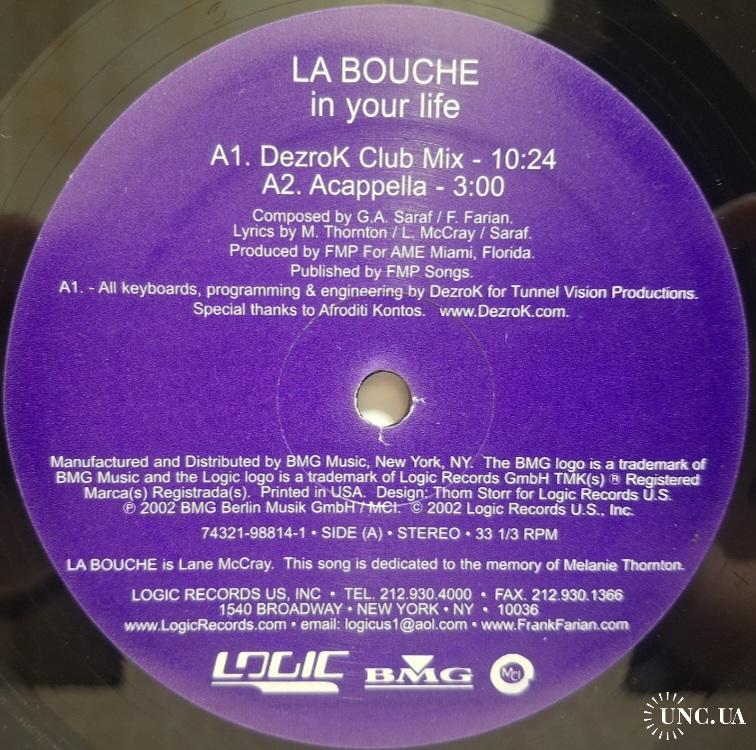 LA BOUCHE
in your life
A1. DezroK Club Mix - 10:24
A2. Acappella - 3:00
Composed by G.A. Saraf / F. Farian.
Lyrics by M. Thornton / L. McCray / Saraf.
Produced by FMP For AME Miami, Florida.
Published by FMP Songs.
A1. - All keyboards, programming & engineering by DezroK for Tunnel Vision Productions.
Special thanks to Afroditi Kontos. www.DezroK.com.
Manufactured and Distributed by BMG Music, New York, NY. The BMG logo is a trademark of
BMG Music and the Logic logo is a trademark of Logic Records GmbH TMK(s) ® Registered
Marca(s) Registrada(s). Printed in USA. Design: Thom Storr for Logic Records U.S.
℗ 2002 BMG Berlin Musik GmbH / MCI. © 2002 Logic Records U.S., Inc.
74321-98814-1 • SIDE (A) • STEREO • 33 1/3 RPM
LA BOUCHE is Lane McCray. This song is dedicated to the memory of Melanie Thornton.
LOGIC RECORDS US, INC • TEL. 212.930.4000 • FAX. 212.930.1366
1540 BROADWAY • NEW YORK • NY • 10036
www.LogicRecords.com • email: logicus1@aol.com • www.FrankFarian.com
LOGIC BMG MCI
UNC.UA